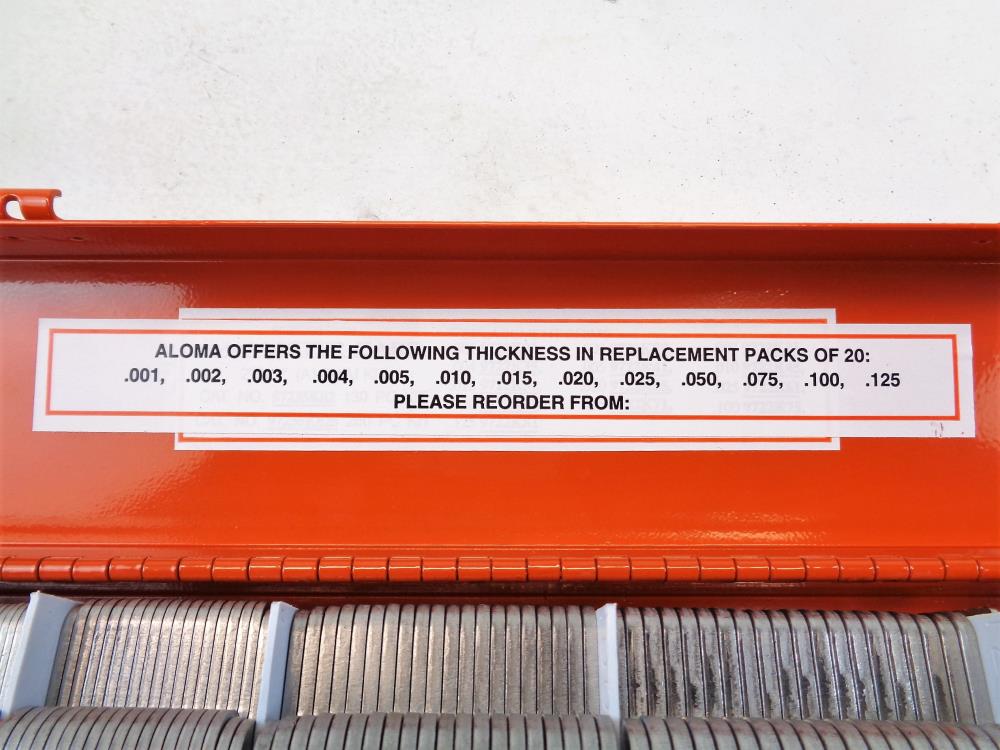 ALOMA OFFERS THE FOLLOWING THICKNESS IN REPLACEMENT PACKS OF 20:
.001, .002, .003, .004, .005, .010, .015, .020, .025, .050, .075, .100, .125
PLEASE REORDER FROM: